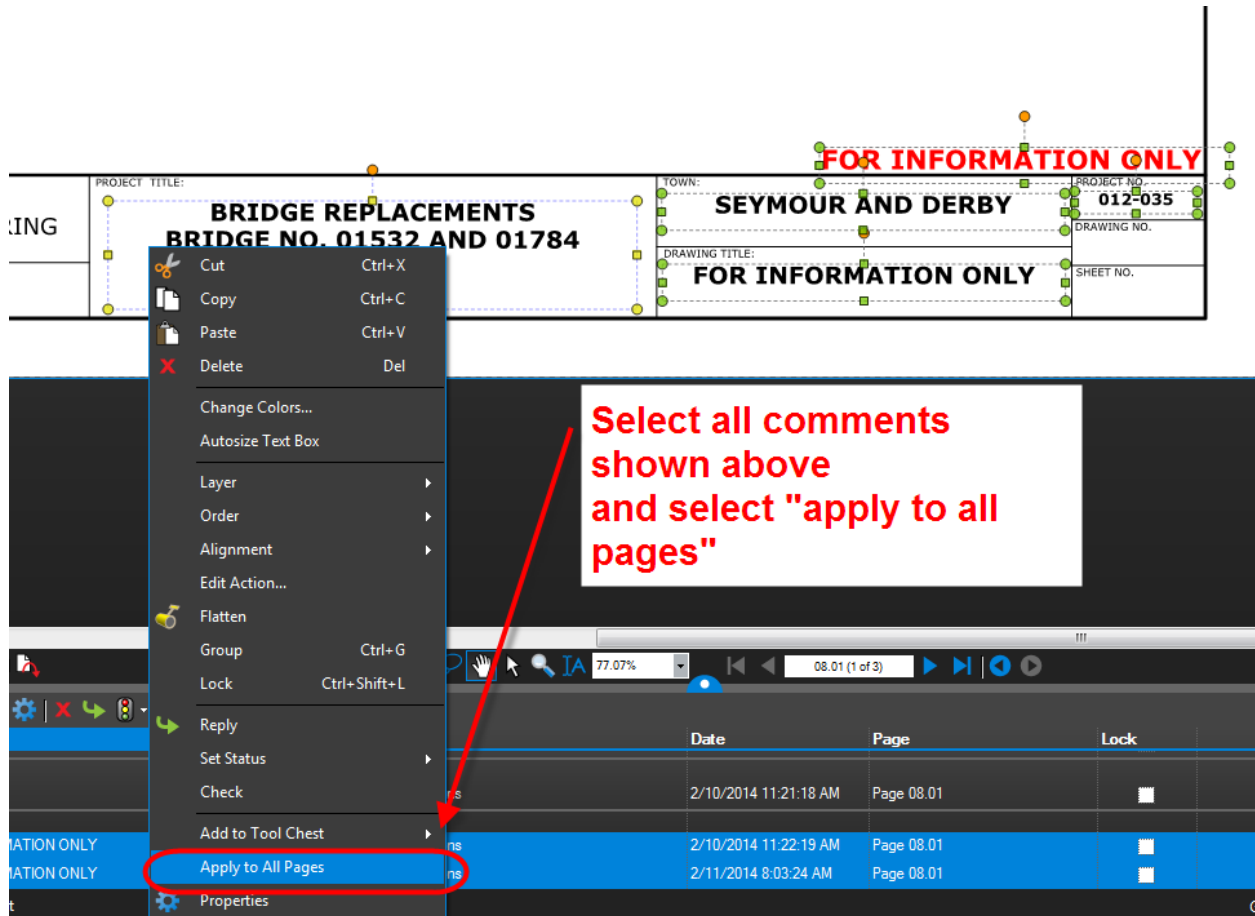 FOR INFORMATION ONLY
PROJECT TITLE:
TOWN:
PROJECT NO.
BRIDGE REPLACEMENTS
SEYMOUR AND DERBY
012-035
BRIDGE NO. 01532 AND 01784
DRAWING NO.
DRAWING TITLE:
FOR INFORMATION ONLY
SHEET NO.
Cut Ctrl+X
Copy Ctrl+C
Paste Ctrl+V
Delete Del
Change Colors...
Autosize Text Box
Layer
Order
Alignment
Edit Action...
Flatten
Group Ctrl+G
Lock Ctrl+Shift+L
Reply
Set Status
Check
Add to Tool Chest
Apply to All Pages
Properties
Select all comments
shown above
and select "apply to all
pages"
77.07%
08.01 (1 of 3)
Date Page Lock
2/10/2014 11:21:18 AM Page 08.01
MATION ONLY 2/10/2014 11:22:19 AM Page 08.01
MATION ONLY 2/11/2014 8:03:24 AM Page 08.01